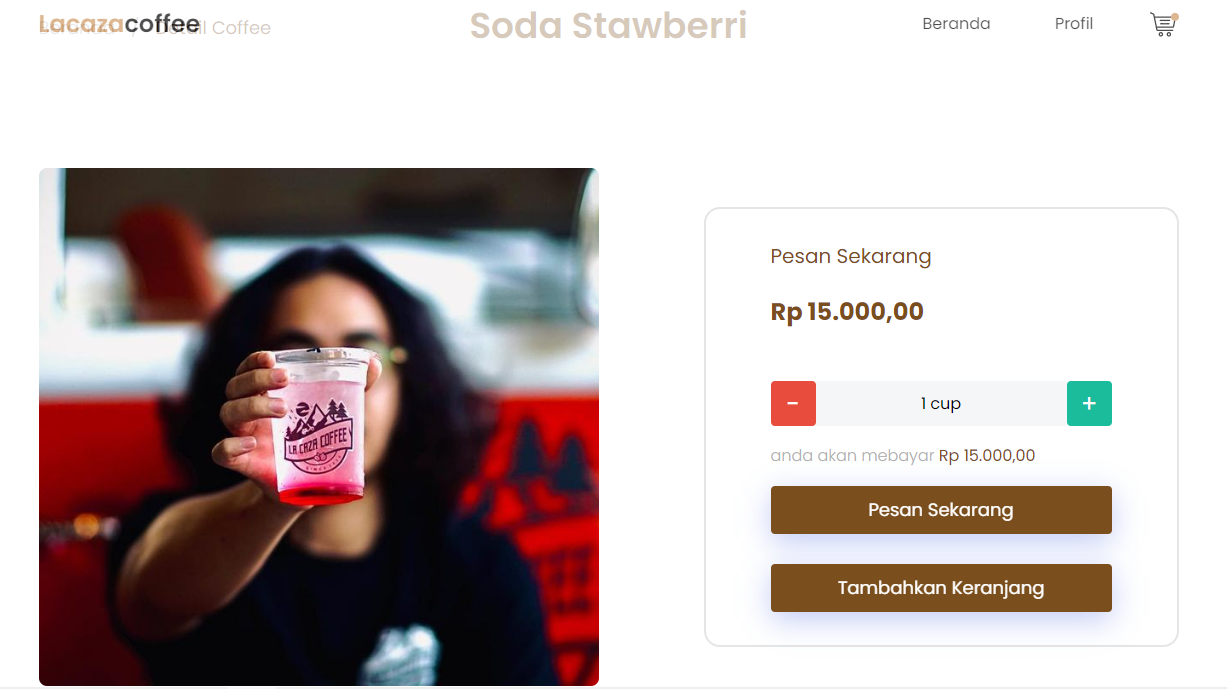 Lacazacoffee
Beranda / Detail Coffee
Soda Stawberri
Beranda
Profil
LA CAZA COFFEE
Pesan Sekarang
Rp 15.000,00
- 1 cup +
anda akan mebayar Rp 15.000,00
Pesan Sekarang
Tambahkan Keranjang